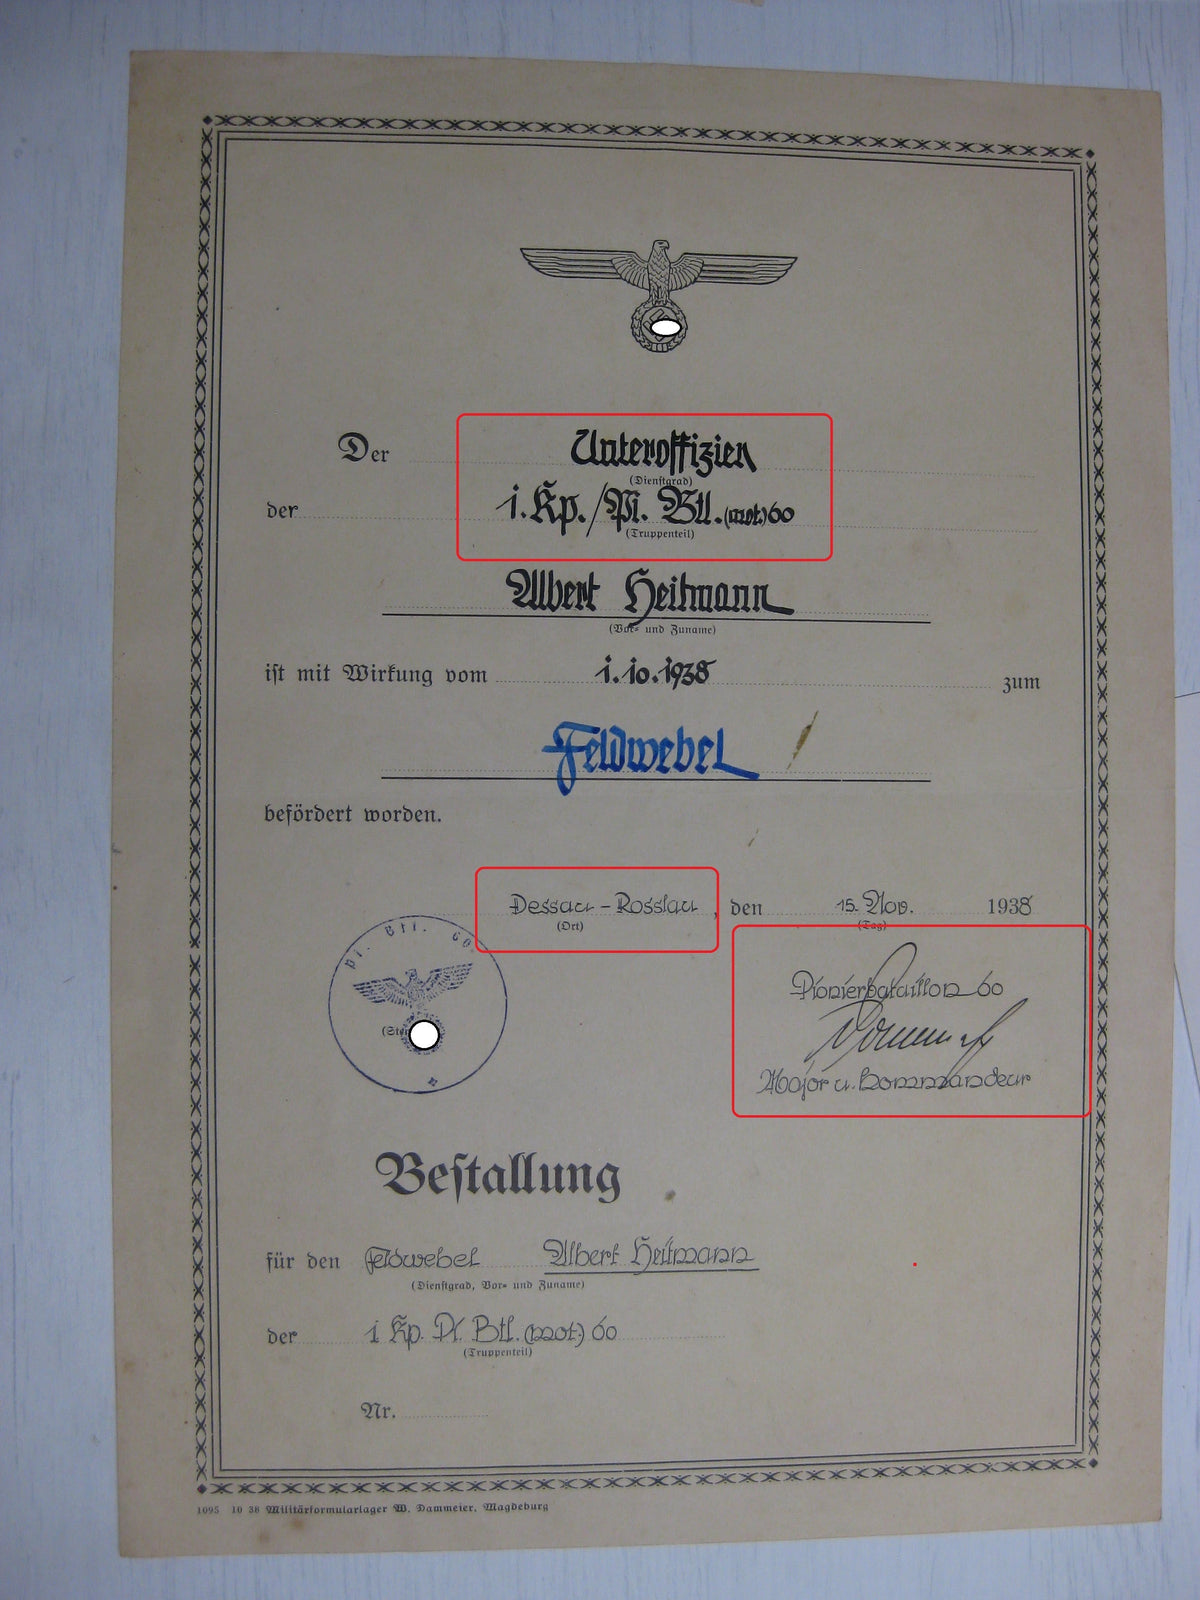 Der Unteroffizier
(Dienstgrad)
der 1. Kp./Pi. Btl. (mot.) 60
(Truppenteil)
Albert Heitmann
(Vor= und Zuname)
ist mit Wirkung vom 1.10.1938 zum
Feldwebel
befördert worden.
Dessau-Rosslau, den 15. Nov. 1938
(Ort) (Tag)
Pi. Btl. 60
Pionierbataillon 60
Major u. Kommandeur
Bestallung
für den Feldwebel Albert Heitmann
(Dienstgrad, Vor= und Zuname)
der 1 Kp. Pi. Btl. (mot.) 60
(Truppenteil)
Nr.
1095 10 38 Militärformularlager W. Dammeier, Magdeburg